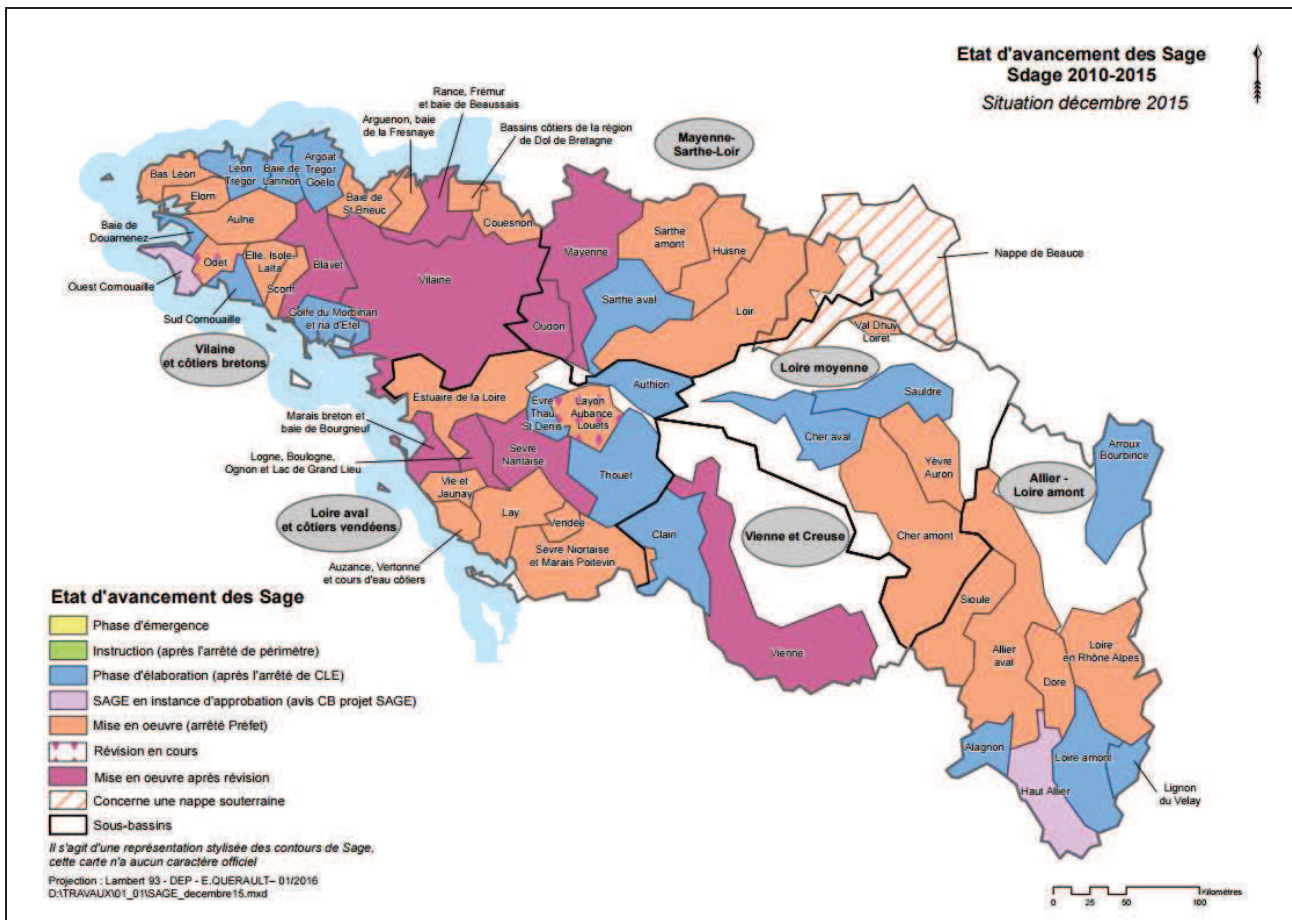 Etat d'avancement des Sage
Sdage 2010-2015
Situation décembre 2015
Rance, Frémur
et baie de Beaussais
Arguenon, baie
de la Fresnaye
Bassins côtiers de la région
de Dol de Bretagne
Mayenne-
Sarthe-Loir
Bas Léon
Léon
Trégor
Baie de
Lannion
Argoat
Trégor
Goëlo
Elorn
Baie de
St Brieuc
Couesnon
Aulne
Baie de
Douarnenez
Mayenne
Sarthe
amont
Huisne
Nappe de Beauce
Odet
Elle, Isole-
Laïta
Blavet
Vilaine
Ouest Cornouaille
Scorff
Sarthe aval
Loir
Golfe du Morbihan
et ria d'Etel
Oudon
Sud Cornouaille
Val Dhuy
Loiret
Vilaine
et côtiers bretons
Loire moyenne
Authion
Sauldre
Estuaire de la Loire
Evre
Thau
St Denis
Layon
Aubance
Louets
Marais breton et
baie de Bourgneuf
Cher aval
Arroux
Bourbince
Logne, Boulogne,
Ognon et Lac de Grand Lieu
Sèvre
Nantaise
Yèvre
Auron
Thouet
Allier -
Loire amont
Vie et
Jaunay
Loire aval
et côtiers vendéens
Lay
Vendée
Clain
Vienne et Creuse
Cher amont
Sèvre Niortaise
et Marais Poitevin
Auzance, Vertonne
et cours d'eau côtiers
Sioule
Vienne
Allier
aval
Loire
en Rhône Alpes
Dore
Alagnon
Loire amont
Haut Allier
Lignon
du Velay
Etat d'avancement des Sage
Phase d'émergence
Instruction (après l'arrêté de périmètre)
Phase d'élaboration (après l'arrêté de CLE)
SAGE en instance d'approbation (avis CB projet SAGE)
Mise en oeuvre (arrêté Préfet)
Révision en cours
Mise en oeuvre après révision
Concerne une nappe souterraine
Sous-bassins
Il s'agit d'une représentation stylisée des contours de Sage,
cette carte n'a aucun caractère officiel
Projection : Lambert 93 - DEP - E.QUERAULT– 01/2016
D:\TRAVAUX\01_01\SAGE_decembre15.mxd
Kilomètres
0 25 50 100